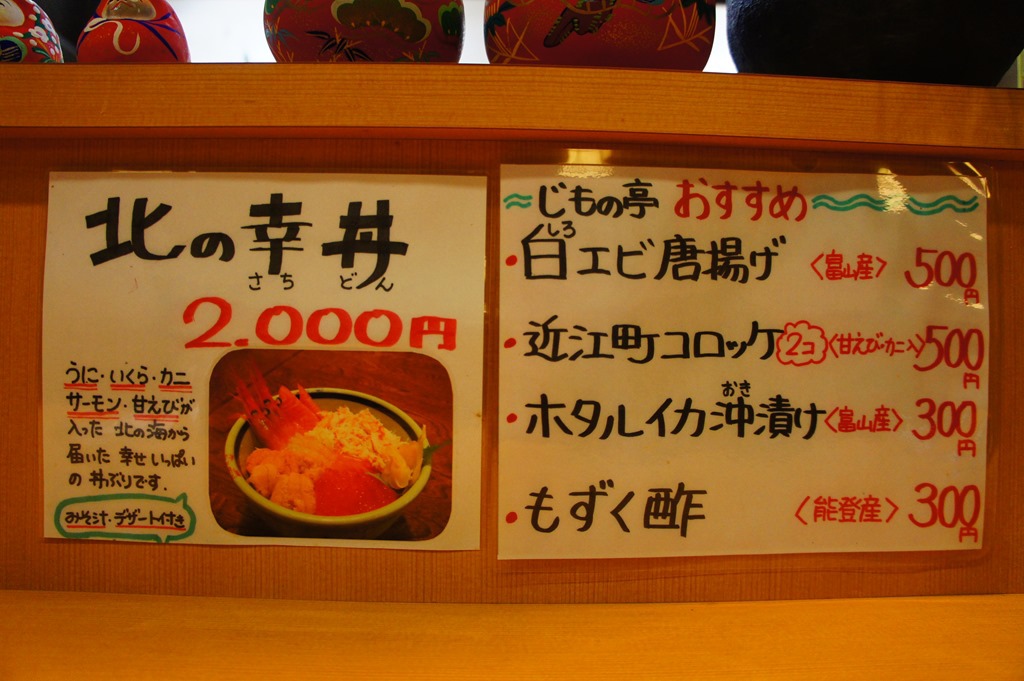 北の幸丼
さち どん
2.000円
うに・いくら・カニ
サーモン・甘えびが
入った 北の海から
届いた 幸せいっぱい
の 丼ぶりです.
みそ汁・デザート付き
じもの亭 おすすめ
しろ
・白エビ唐揚げ 〈富山産〉 500円
・近江町コロッケ 2コ 〈甘えび・カニ入〉 500円
おき
・ホタルイカ沖漬け 〈富山産〉 300円
・もずく酢 〈能登産〉 300円